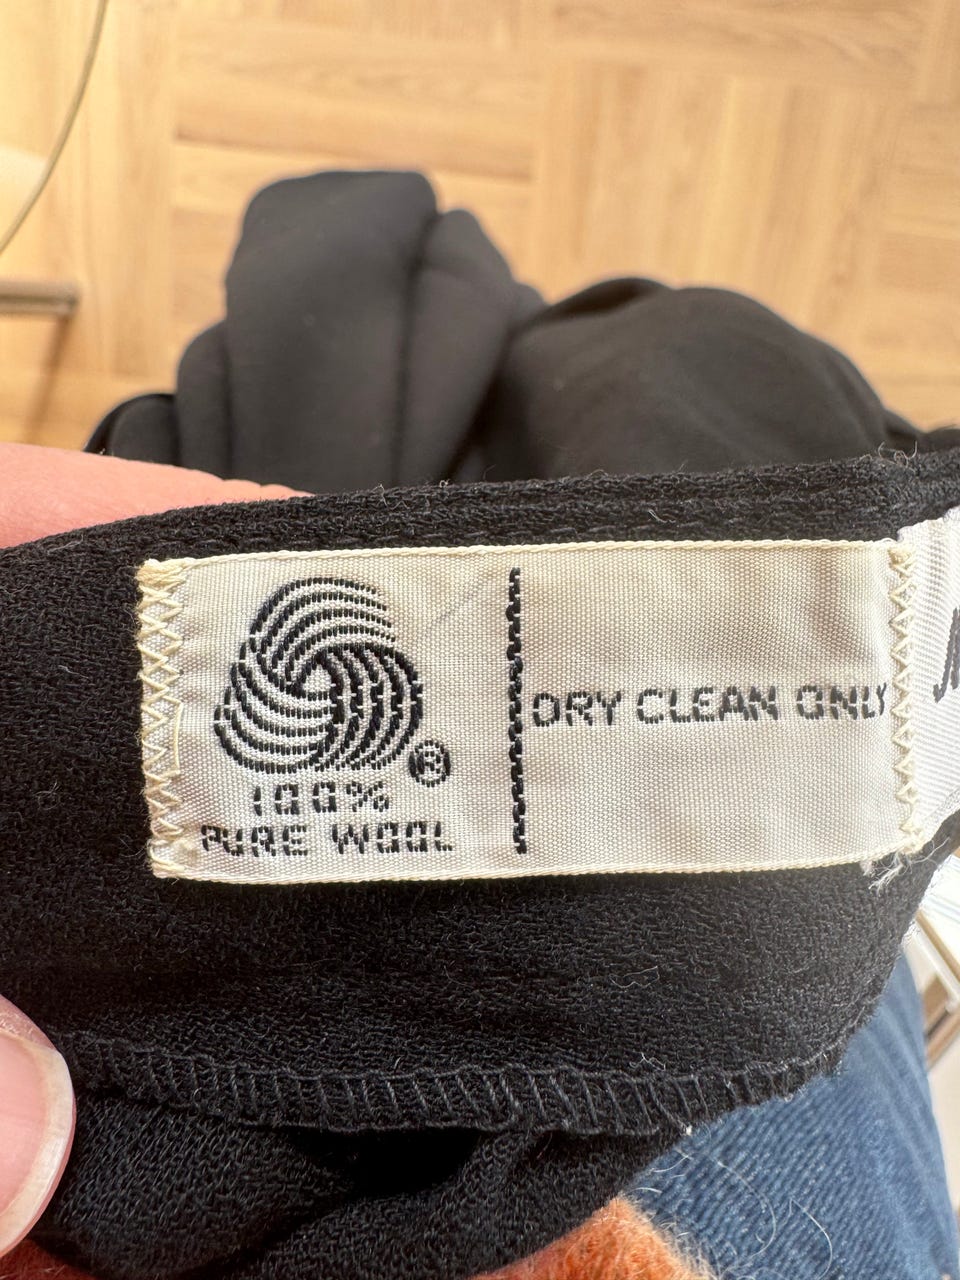 ®
100%
PURE WOOL
DRY CLEAN ONLY